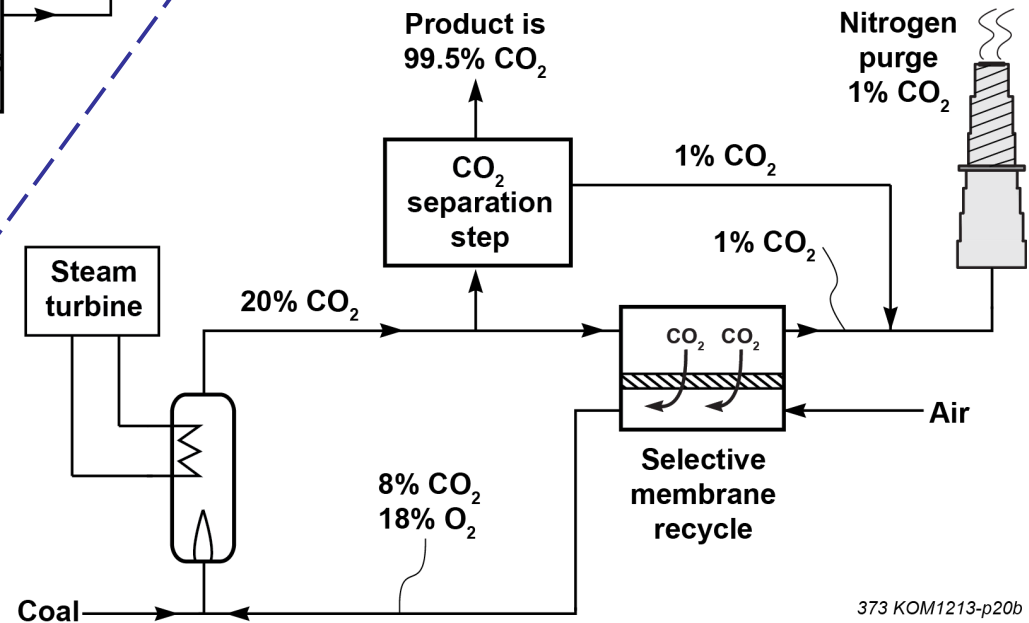 Product is
99.5% CO₂
Nitrogen
purge
1% CO₂
CO₂
separation
step
1% CO₂
1% CO₂
Steam
turbine
20% CO₂
CO₂ CO₂
Air
Selective
membrane
recycle
8% CO₂
18% O₂
Coal
373 KOM1213-p20b